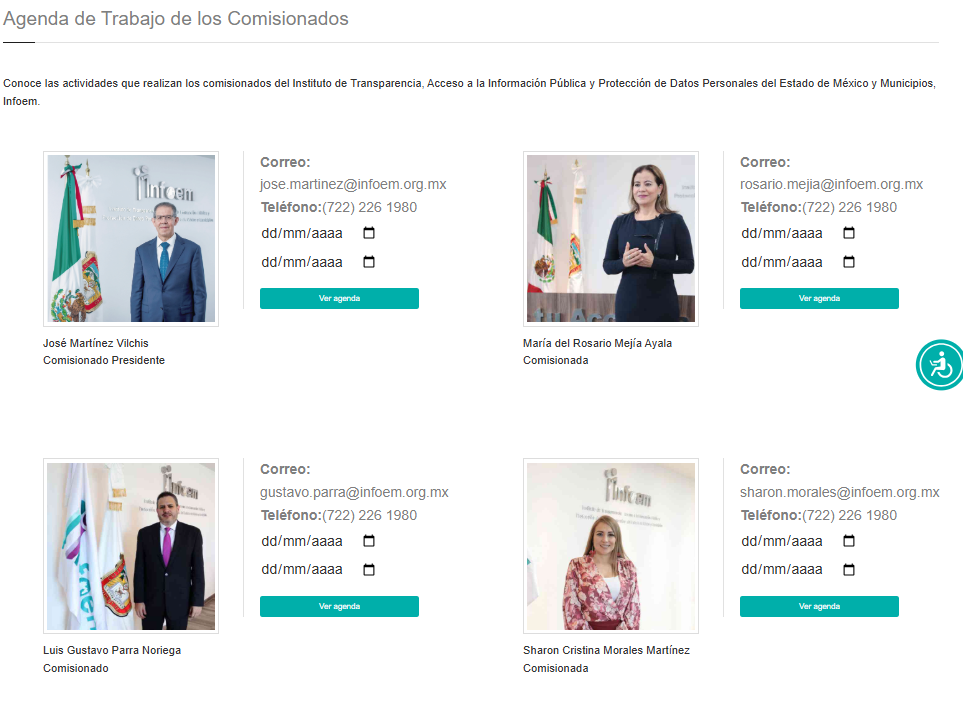 Agenda de Trabajo de los Comisionados
Conoce las actividades que realizan los comisionados del Instituto de Transparencia, Acceso a la Información Pública y Protección de Datos Personales del Estado de México y Municipios,
Infoem.
infoem
Correo:
jose.martinez@infoem.org.mx
Teléfono:(722) 226 1980
dd/mm/aaaa
dd/mm/aaaa
Ver agenda
José Martínez Vilchis
Comisionado Presidente
Correo:
rosario.mejia@infoem.org.mx
Teléfono:(722) 226 1980
dd/mm/aaaa
dd/mm/aaaa
Ver agenda
María del Rosario Mejía Ayala
Comisionada
infoem
Correo:
gustavo.parra@infoem.org.mx
Teléfono:(722) 226 1980
dd/mm/aaaa
dd/mm/aaaa
Ver agenda
Luis Gustavo Parra Noriega
Comisionado
infoem
Correo:
sharon.morales@infoem.org.mx
Teléfono:(722) 226 1980
dd/mm/aaaa
dd/mm/aaaa
Ver agenda
Sharon Cristina Morales Martínez
Comisionada